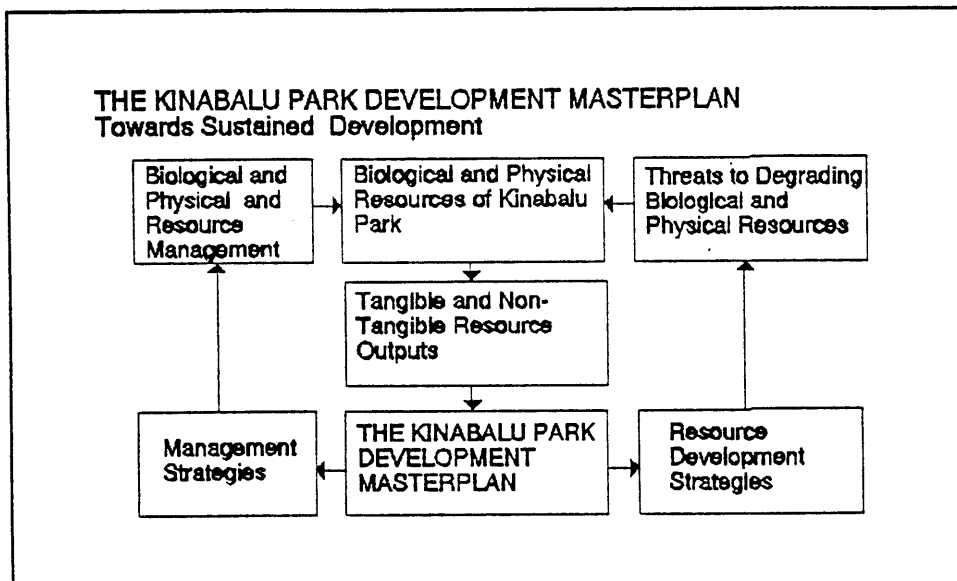 THE KINABALU PARK DEVELOPMENT MASTERPLAN
Towards Sustained Development
Biological and
Physical and
Resource
Management
Biological and Physical
Resources of Kinabalu
Park
Threats to Degrading
Biological and
Physical Resources
Tangible and Non-
Tangible Resource
Outputs
Management
Strategies
THE KINABALU PARK
DEVELOPMENT
MASTERPLAN
Resource
Development
Strategies